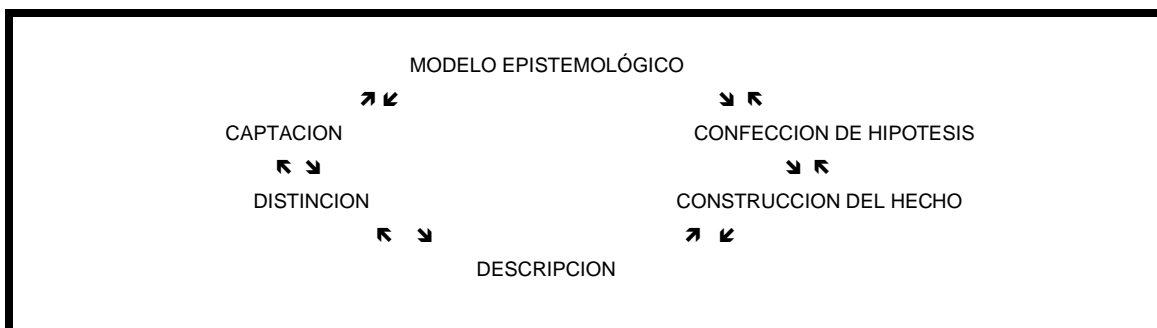 MODELO EPISTEMOLÓGICO
CAPTACION CONFECCION DE HIPOTESIS
DISTINCION CONSTRUCCION DEL HECHO
DESCRIPCION